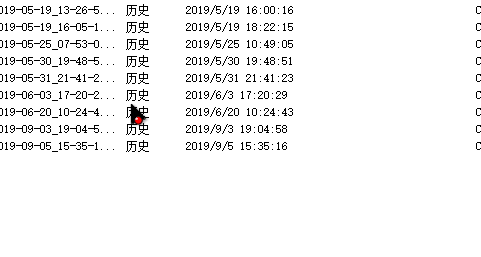 019-05-19_13-26-5... 历史 2019/5/19 16:00:16 C
019-05-19_16-05-1... 历史 2019/5/19 18:22:15 C
019-05-25_07-53-0... 历史 2019/5/25 10:49:05 C
019-05-30_19-48-5... 历史 2019/5/30 19:48:51 C
019-05-31_21-41-2... 历史 2019/5/31 21:41:23 C
019-06-03_17-20-2... 历史 2019/6/3 17:20:29 C
019-06-20_10-24-4... 历史 2019/6/20 10:24:43 C
019-09-03_19-04-5... 历史 2019/9/3 19:04:58 C
019-09-05_15-35-1... 历史 2019/9/5 15:35:16 C